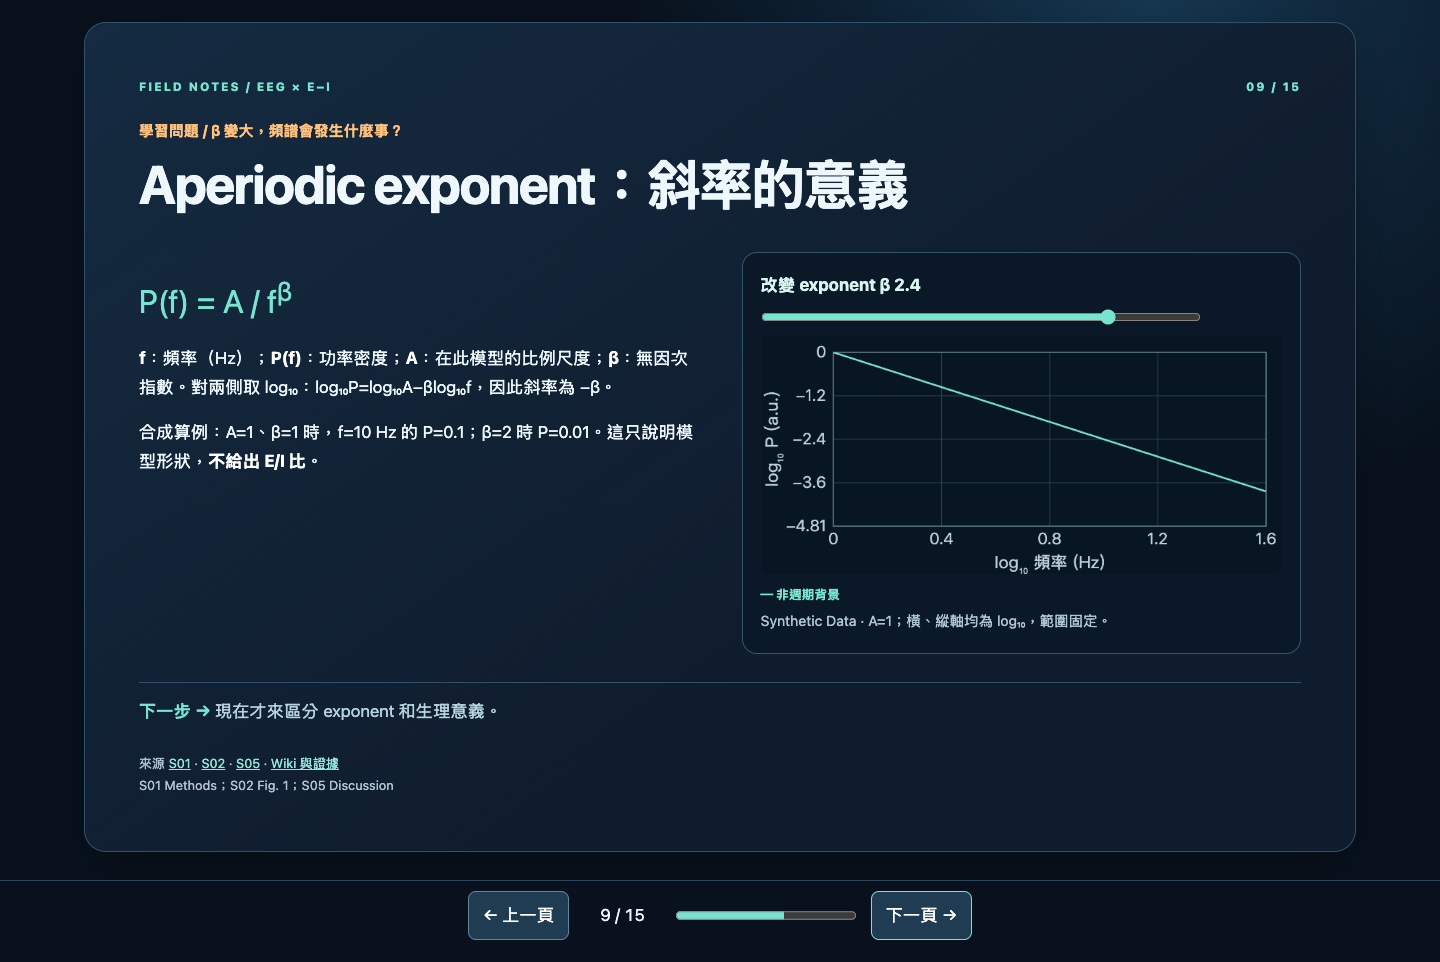 FIELD NOTES / EEG × E–I
09 / 15
學習問題 / β 變大，頻譜會發生什麼事？
Aperiodic exponent：斜率的意義
P(f) = A / f^β
f：頻率（Hz）；P(f)：功率密度；A：在此模型的比例尺度；β：無因次
指數。對兩側取 log₁₀：log₁₀P=log₁₀A−βlog₁₀f，因此斜率為 −β。
合成算例：A=1、β=1 時，f=10 Hz 的 P=0.1；β=2 時 P=0.01。這只說明模
型形狀，不給出 E/I 比。
改變 exponent β 2.4
0
−1.2
−2.4
−3.6
−4.81
log₁₀ P (a.u.)
0 0.4 0.8 1.2 1.6
log₁₀ 頻率 (Hz)
— 非週期背景
Synthetic Data · A=1；橫、縱軸均為 log₁₀，範圍固定。
下一步 → 現在才來區分 exponent 和生理意義。
來源 S01 · S02 · S05 · Wiki 與證據
S01 Methods；S02 Fig. 1；S05 Discussion
← 上一頁
9 / 15
下一頁 →